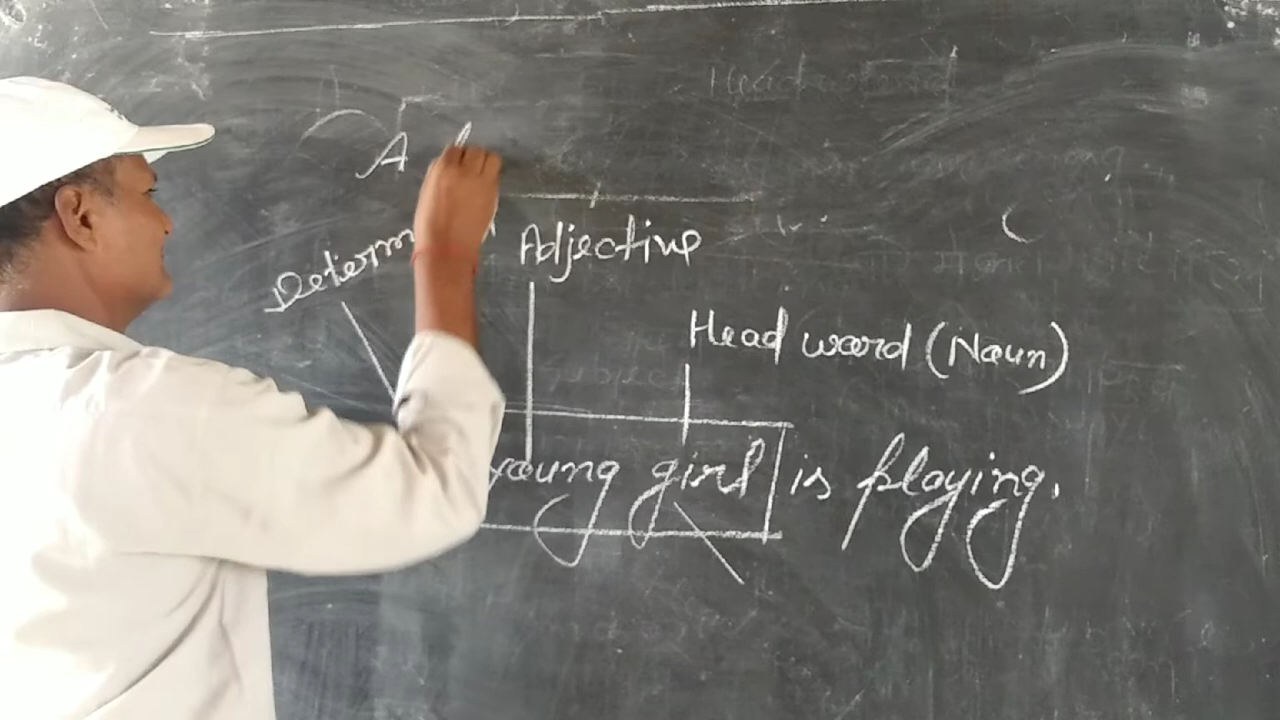 A
Determ
Adjective
Head word (Noun)
young girl is playing.